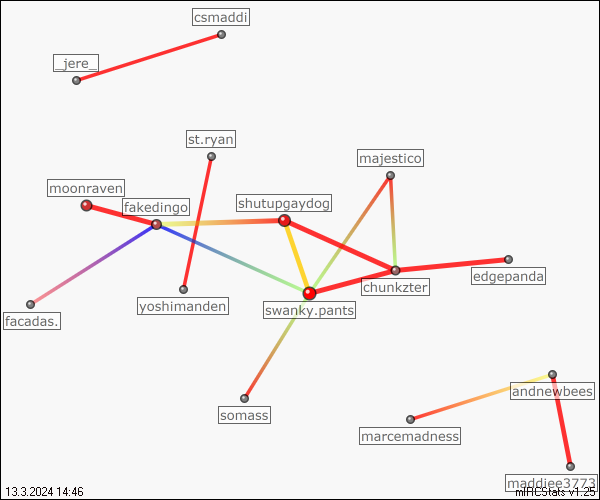 csmaddi
_jere_
st.ryan
majestico
moonraven
shutupgaydog
fakedingo
edgepanda
chunkzter
yoshimanden
swanky.pants
facadas.
andnewbees
somass
marcemadness
maddiee3773
13.3.2024 14:46
mIRCStats v1.25